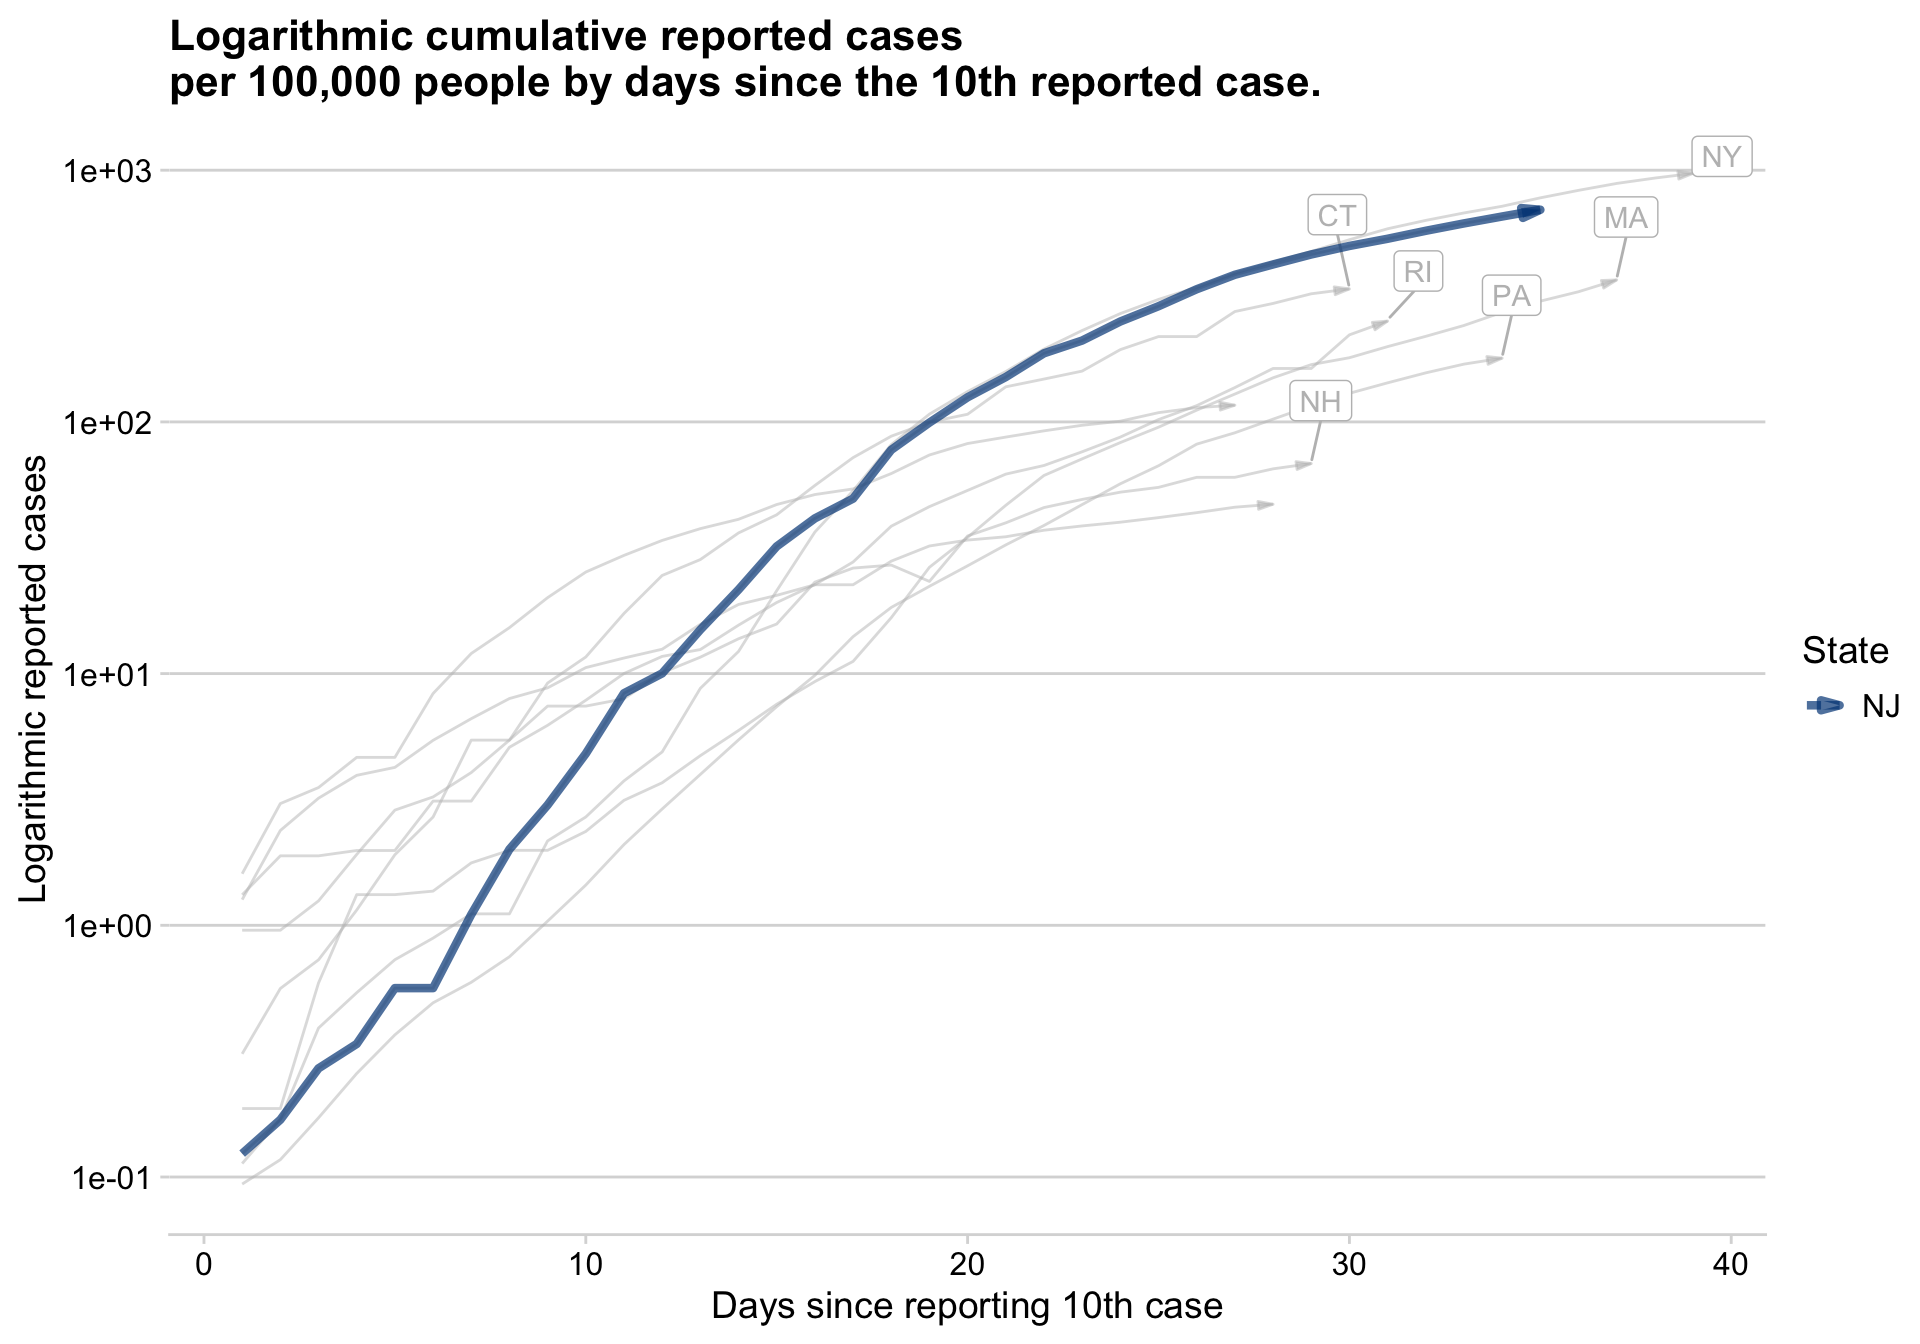 Logarithmic cumulative reported cases
per 100,000 people by days since the 10th reported case.
1e+03
1e+02
1e+01
1e+00
1e-01
Logarithmic reported cases
NY
CT
MA
RI
PA
NH
State
NJ
0
10
20
30
40
Days since reporting 10th case